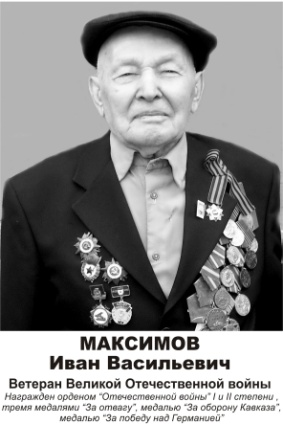 МАКСИМОВ
Иван Васильевич
Ветеран Великой Отечественной войны
Награжден орденом "Отечественной войны" I и II степени ,
тремя медалями "За отвагу", медалью "За оборону Кавказа",
медалью "За победу над Германией"